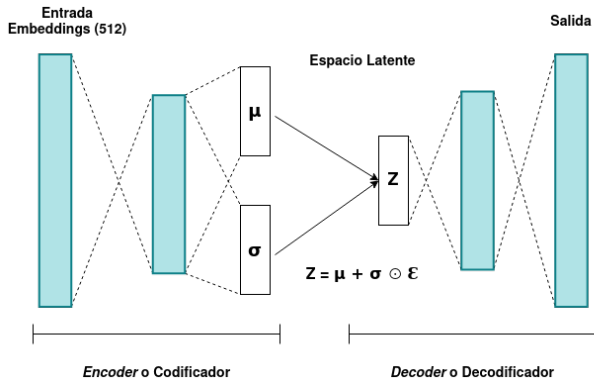 Entrada
Embeddings (512)
Salida
Espacio Latente
μ
Z
σ
Z = μ + σ ⊙ ε
Encoder o Codificador
Decoder o Decodificador